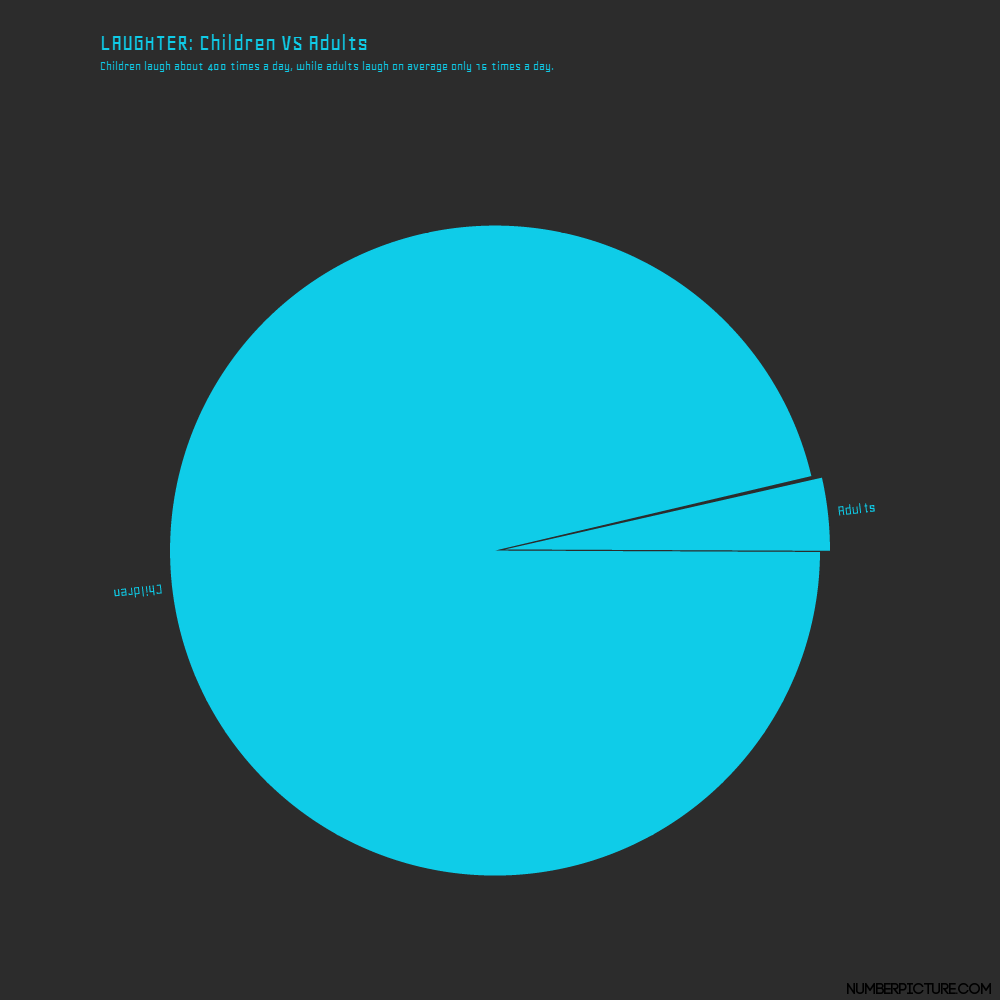 LAUGHTER: Children VS Adults
Children laugh about 400 times a day, while adults laugh on average only 15 times a day.
Adults
Children
NUMBERPICTURE.COM